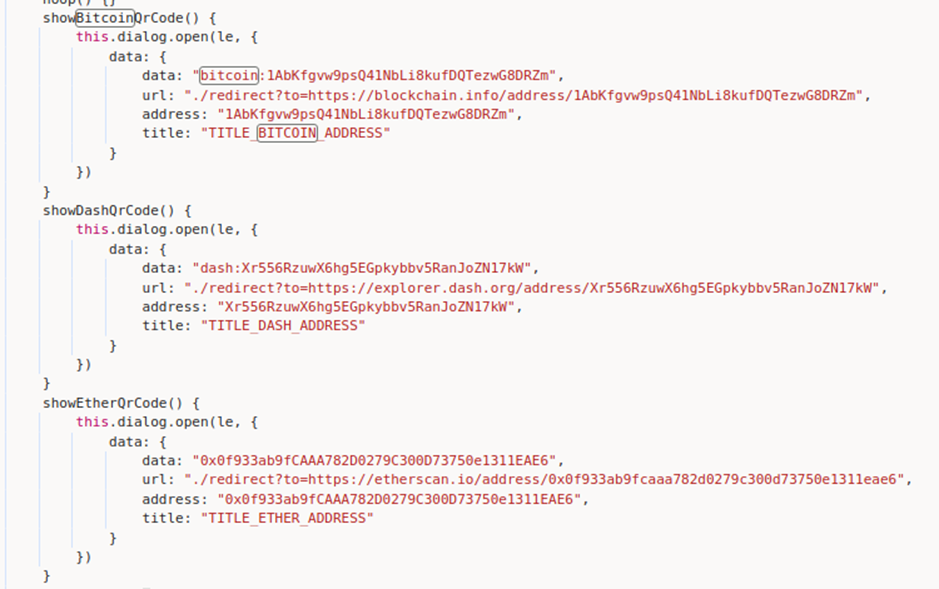 noop() {}
showBitcoinQrCode() {
this.dialog.open(le, {
data: {
data: "bitcoin:1AbKfgvw9psQ41NbLi8kufDQTezwG8DRZm",
url: "./redirect?to=https://blockchain.info/address/1AbKfgvw9psQ41NbLi8kufDQTezwG8DRZm",
address: "1AbKfgvw9psQ41NbLi8kufDQTezwG8DRZm",
title: "TITLE_BITCOIN_ADDRESS"
}
})
}
showDashQrCode() {
this.dialog.open(le, {
data: {
data: "dash:Xr556RzuwX6hg5EGpkybbv5RanJoZN17kW",
url: "./redirect?to=https://explorer.dash.org/address/Xr556RzuwX6hg5EGpkybbv5RanJoZN17kW",
address: "Xr556RzuwX6hg5EGpkybbv5RanJoZN17kW",
title: "TITLE_DASH_ADDRESS"
}
})
}
showEtherQrCode() {
this.dialog.open(le, {
data: {
data: "0x0f933ab9fCAAA782D0279C300D73750e1311EAE6",
url: "./redirect?to=https://etherscan.io/address/0x0f933ab9fcaaa782d0279c300d73750e1311eae6",
address: "0x0f933ab9fCAAA782D0279C300D73750e1311EAE6",
title: "TITLE_ETHER_ADDRESS"
}
})
}